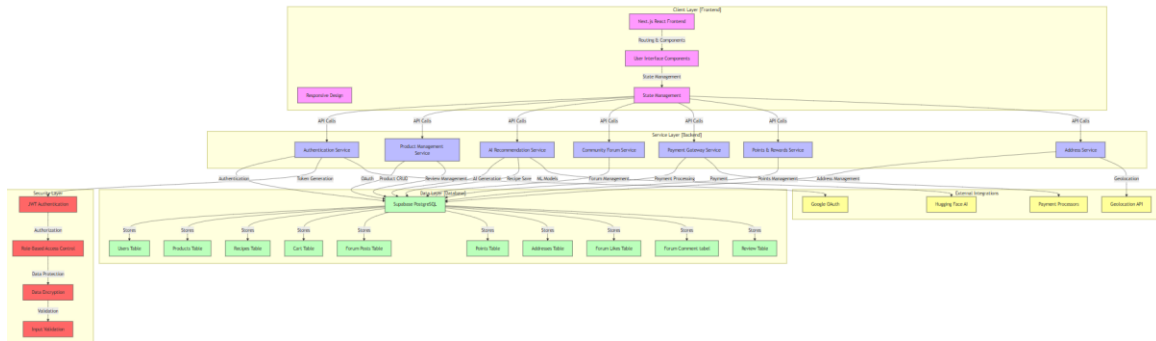 Client Layer [Frontend]
Next.js React Frontend
Routing & Components
User Interface Components
State Management
Responsive Design
State Management
API Calls
API Calls
API Calls
API Calls
API Calls
API Calls
API Calls
Service Layer [Backend]
Authentication Service
Product Management
Service
AI Recommendation Service
Community Forum Service
Payment Gateway Service
Points & Rewards Service
Address Service
Authentication
Token Generation
OAuth
Product CRUD
Review Management
AI Generation
Recipe Save
ML Models
Forum Management
Payment Processing
Payment
Points Management
Address Management
Geolocation
Security Layer
JWT Authentication
Authorization
Role Based Access Control
Data Protection
Data Encryption
Validation
Input Validation
Data Layer [Database]
Supabase PostgreSQL
Stores
Stores
Stores
Stores
Stores
Stores
Stores
Stores
Stores
Stores
Users Table
Products Table
Recipes Table
Cart Table
Forum Posts Table
Points Table
Addresses Table
Forum Likes Table
Forum Comment Label
Review Table
External Integrations
Google OAuth
Hugging Face AI
Payment Processors
Geolocation API